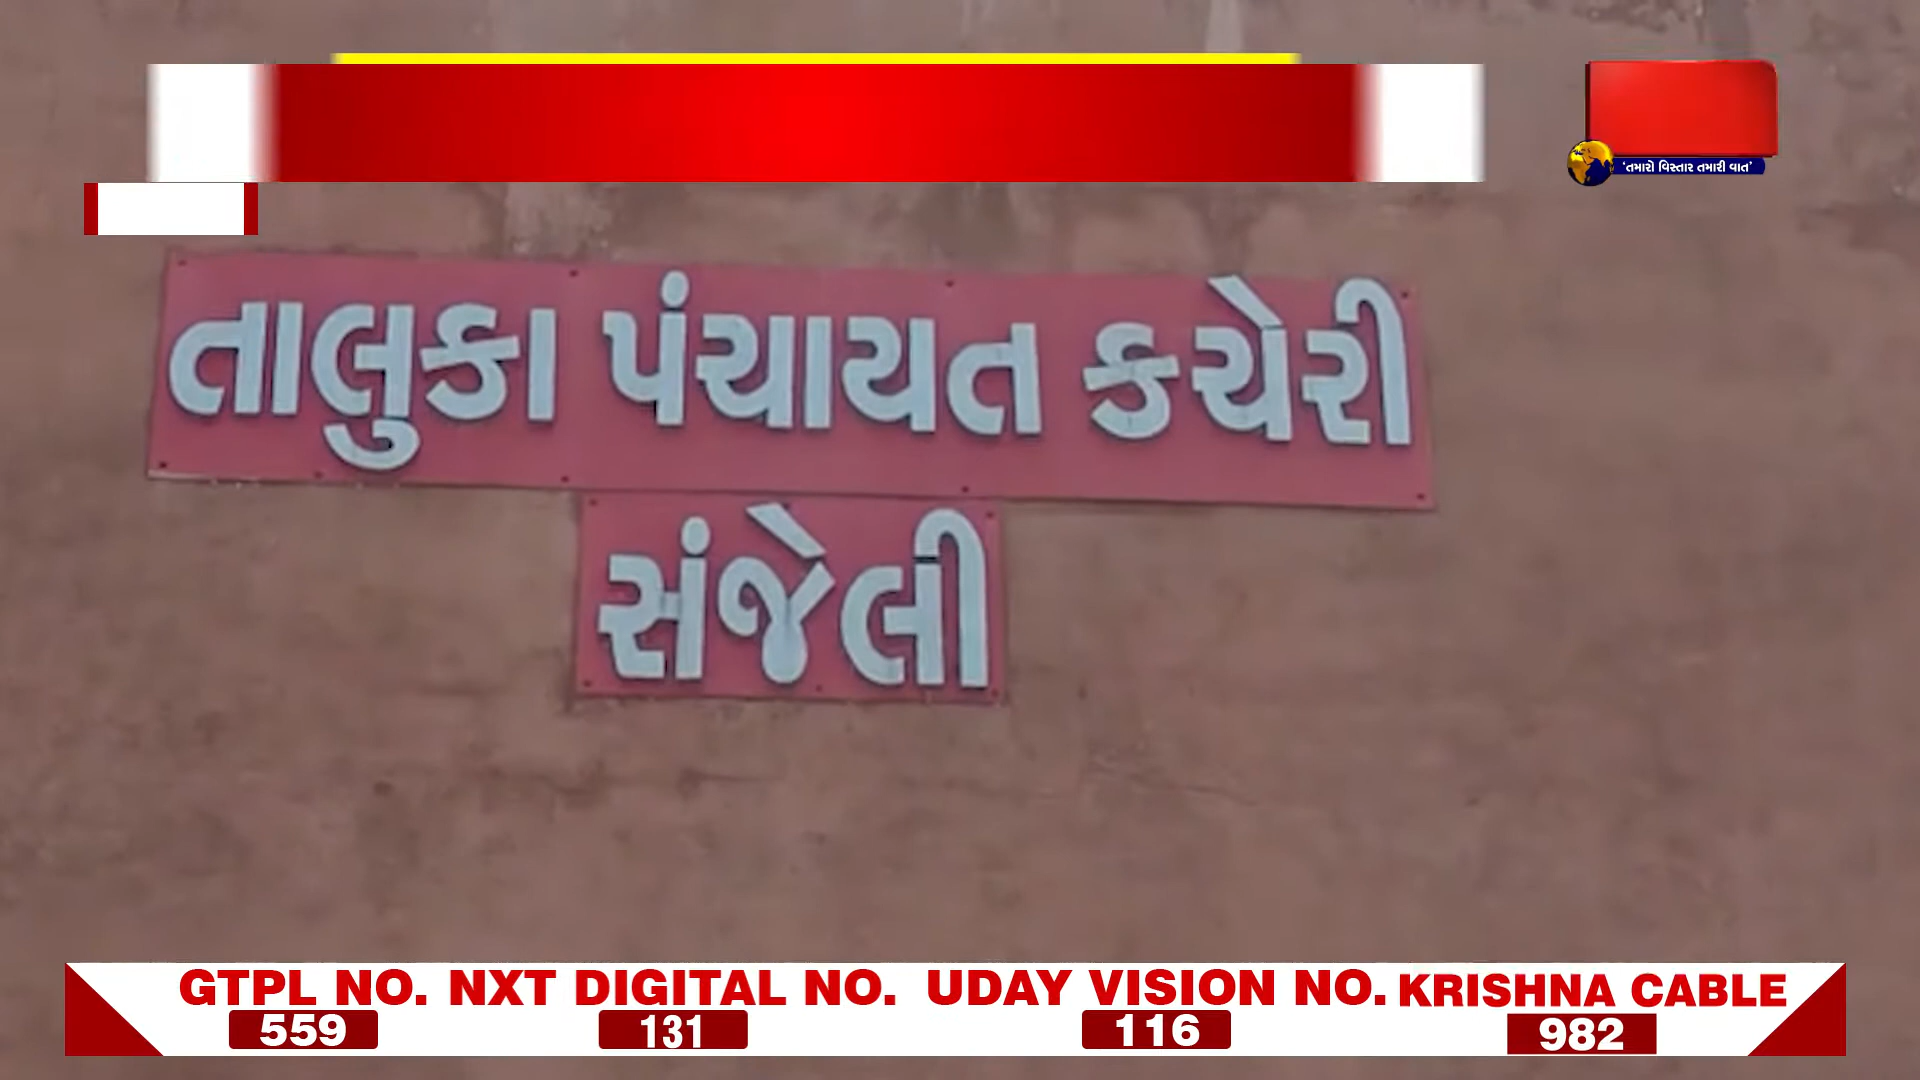 'તમારો વિસ્તાર તમારી વાત'
તાલુકા પંચાયત કચેરી
સંજેલી
GTPL NO. NXT DIGITAL NO. UDAY VISION NO. KRISHNA CABLE
559 131 116 982